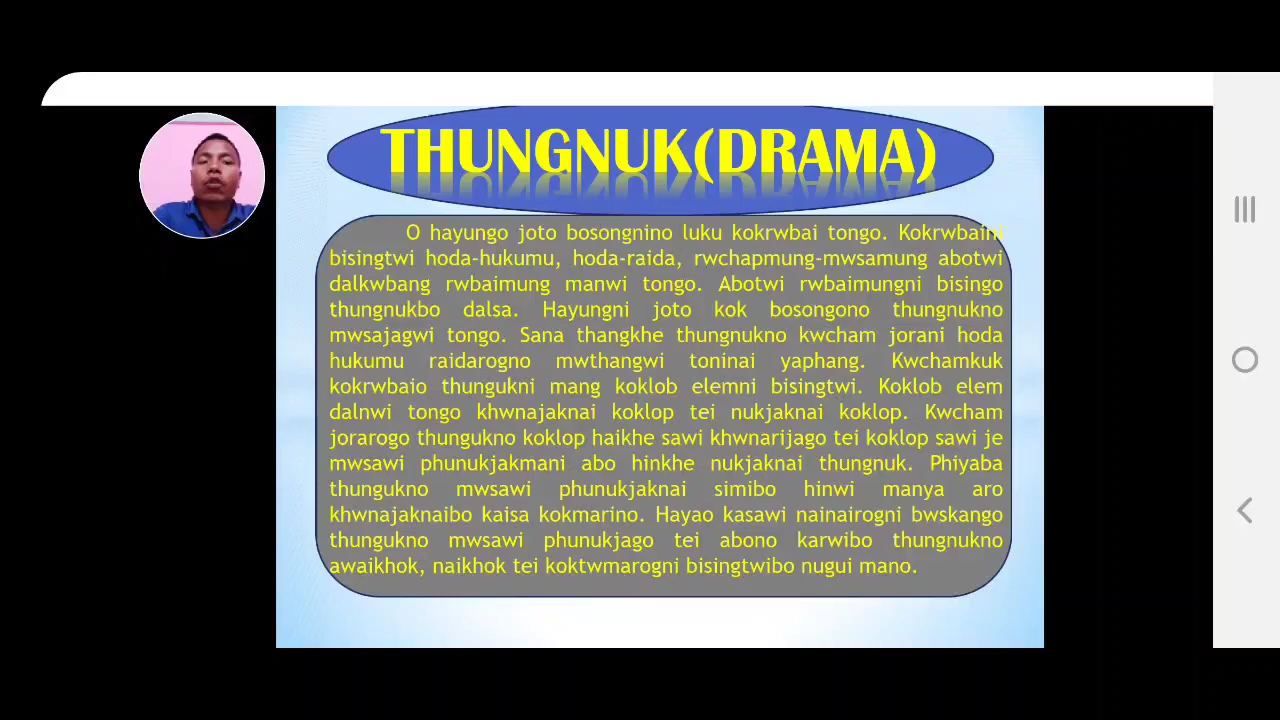 THUNGNUK(DRAMA)
O hayungo joto bosongnino luku kokrwbai tongo. Kokrwbaini
bisingtwi hoda-hukumu, hoda-raida, rwchapmung-mwsamung abotwi
dalkwbang rwbaimung manwi tongo. Abotwi rwbaimungni bisingo
thungnukbo dalsa. Hayungni joto kok bosongono thungnukno
mwsajagwi tongo. Sana thangkhe thungnukno kwcham jorani hoda
hukumu raidarogno mwthangwi toninai yaphang. Kwchamkuk
kokrwbaio thungukni mang koklob elemni bisingtwi. Koklob elem
dalnwi tongo khwnajaknai koklop tei nukjaknai koklop. Kwcham
jorarogo thungukno koklop haikhe sawi khwnarijago tei koklop sawi je
mwsawi phunukjakmani abo hinkhe nukjaknai thungnuk. Phiyaba
thungukno mwsawi phunukjaknai simibo hinwi manya aro
khwnajaknaibo kaisa kokmarino. Hayao kasawi nainairogni bwskango
thungukno mwsawi phunukjago tei abono karwibo thungnukno
awaikhok, naikhok tei koktwmarogni bisingtwibo nugui mano.